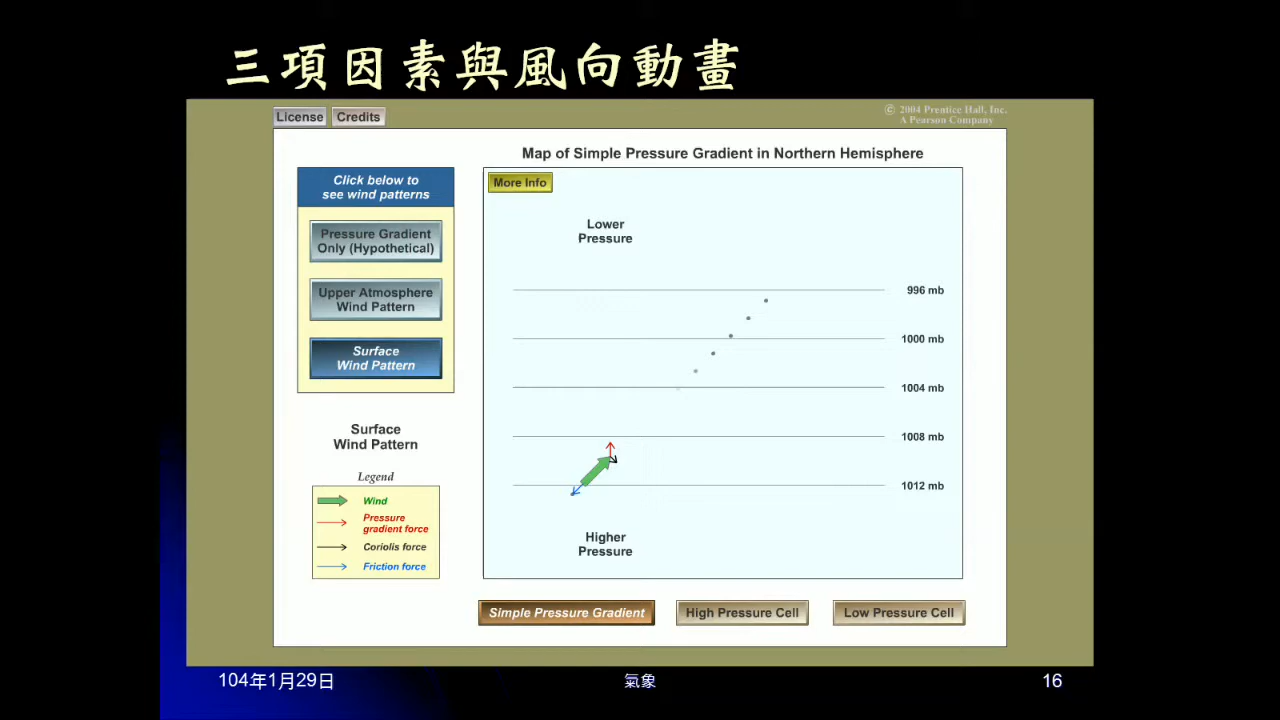 三項因素與風向動畫
License
Credits
© 2004 Prentice Hall, Inc.
A Pearson Company
Map of Simple Pressure Gradient in Northern Hemisphere
Click below to
see wind patterns
Pressure Gradient
Only (Hypothetical)
Upper Atmosphere
Wind Pattern
Surface
Wind Pattern
More Info
Lower
Pressure
996 mb
1000 mb
1004 mb
1008 mb
1012 mb
Higher
Pressure
Surface
Wind Pattern
Legend
Wind
Pressure
gradient force
Coriolis force
Friction force
Simple Pressure Gradient
High Pressure Cell
Low Pressure Cell
104年1月29日
氣象
16